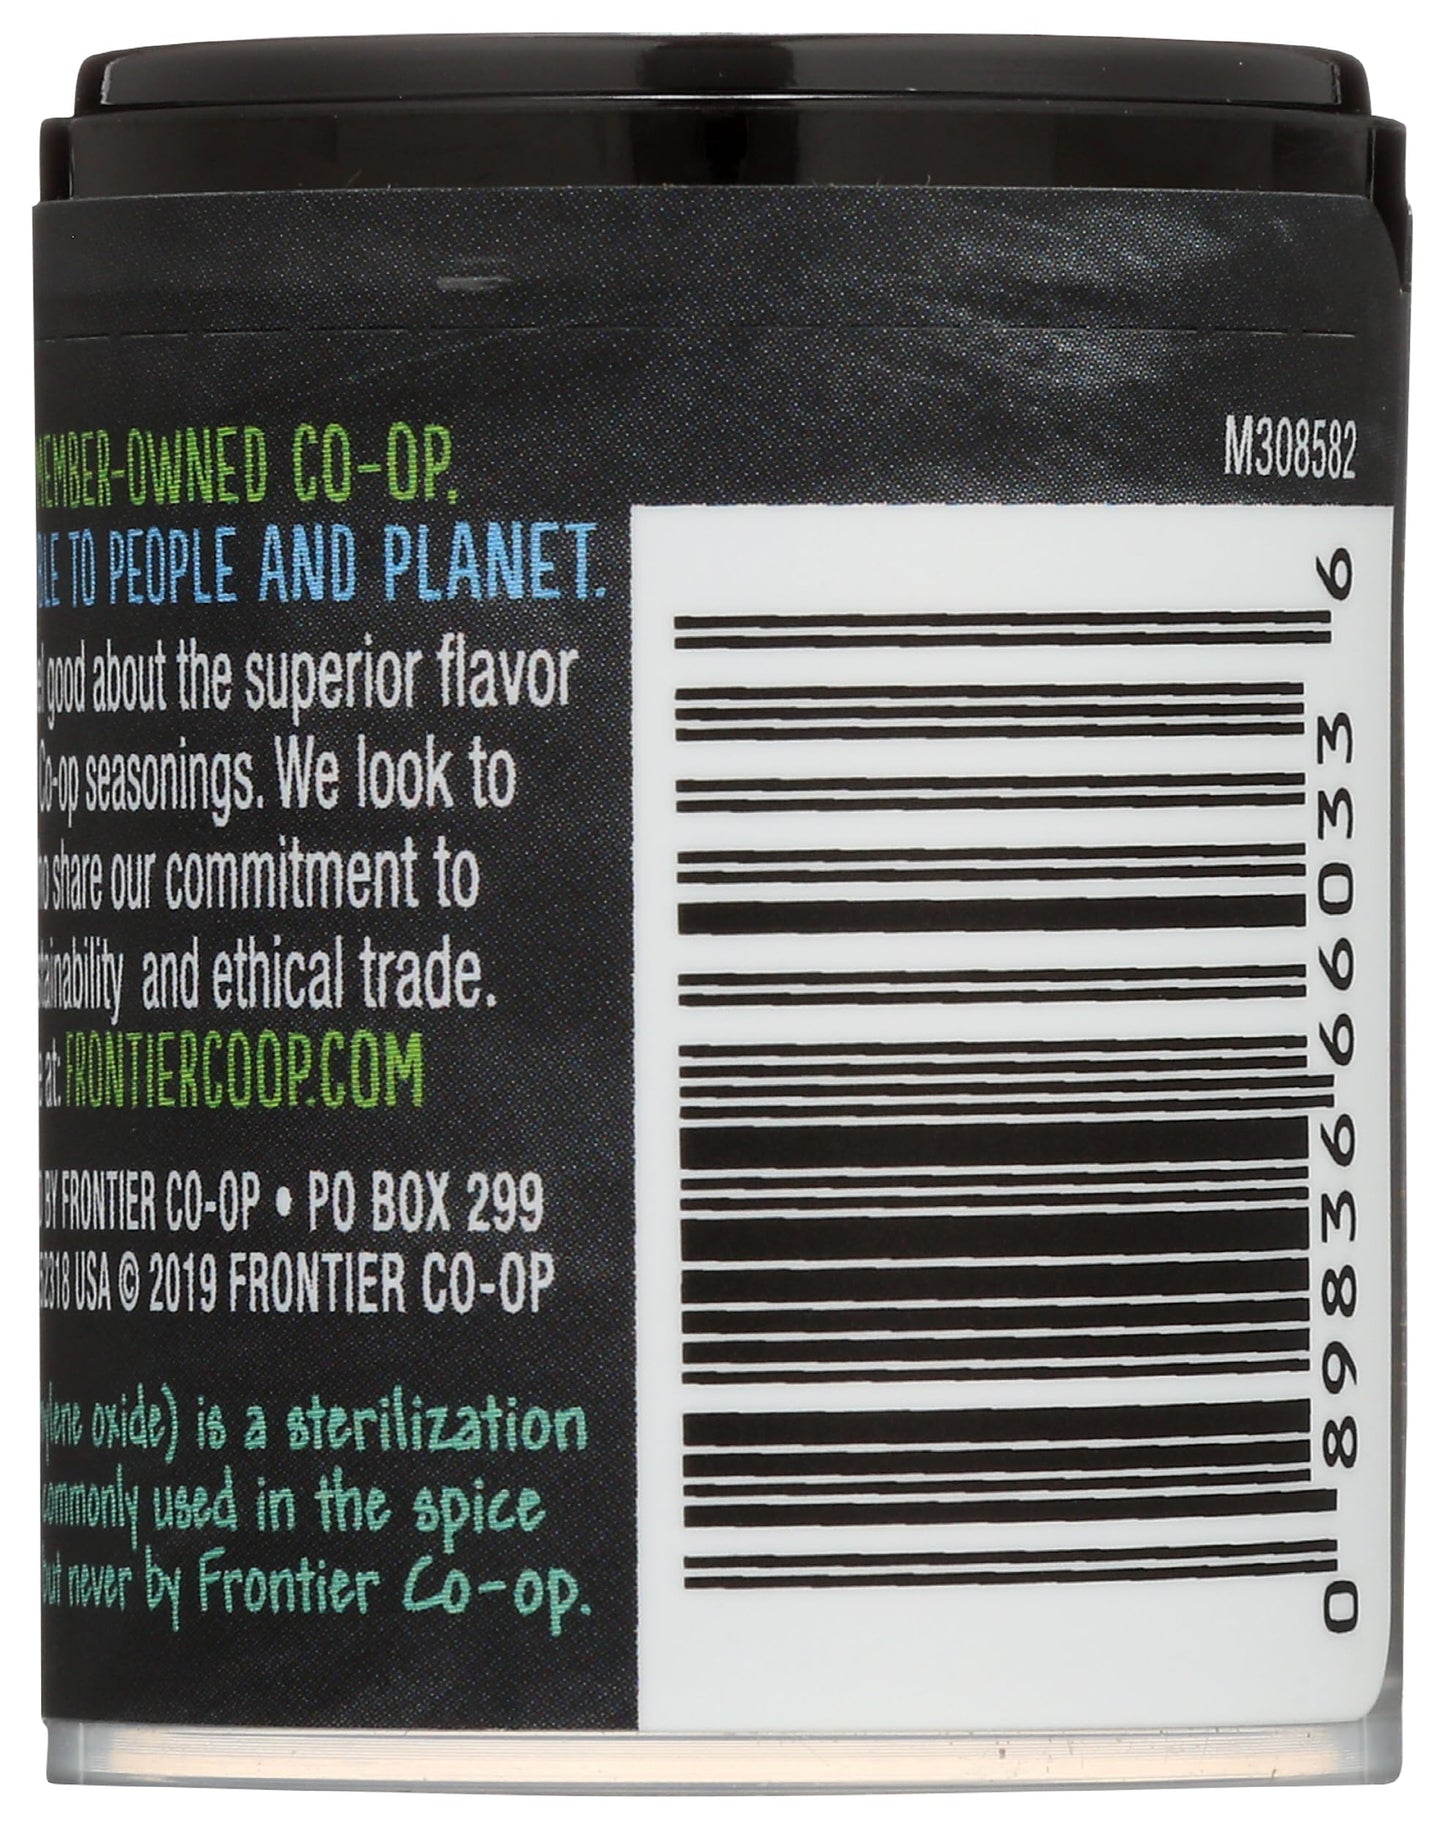 MEMBER-OWNED CO-OP.
TO PEOPLE AND PLANET.
good about the superior flavor
Co-op seasonings. We look to
share our commitment to
and ethical trade.
at: FRONTIERCOOP.COM
BY FRONTIER CO-OP • PO BOX 299
52318 USA © 2019 FRONTIER CO-OP
oxide) is a sterilization
commonly used in the spice
but never by Frontier Co-op.
M308582
0 89836 66033 6